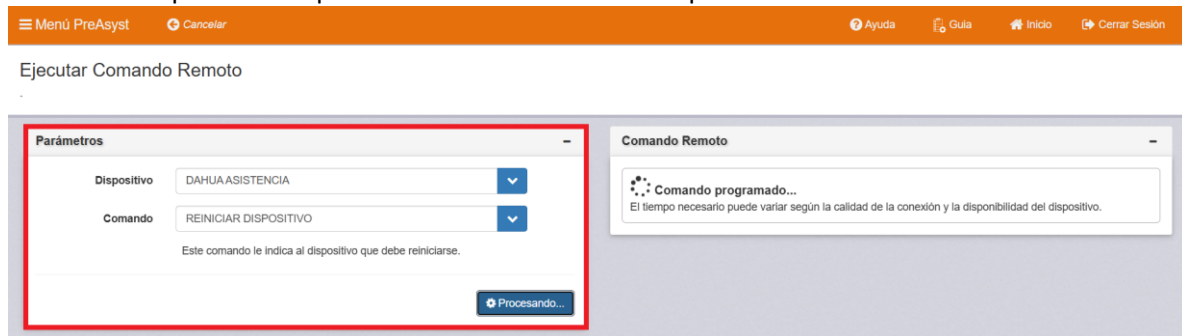 Menú PreAsyst Cancelar Ayuda Guia Inicio Cerrar Sesión
Ejecutar Comando Remoto
.
Parámetros
Dispositivo DAHUA ASISTENCIA
Comando REINICIAR DISPOSITIVO
Este comando le indica al dispositivo que debe reiniciarse.
Procesando...
Comando Remoto
Comando programado...
El tiempo necesario puede variar según la calidad de la conexión y la disponibilidad del dispositivo.